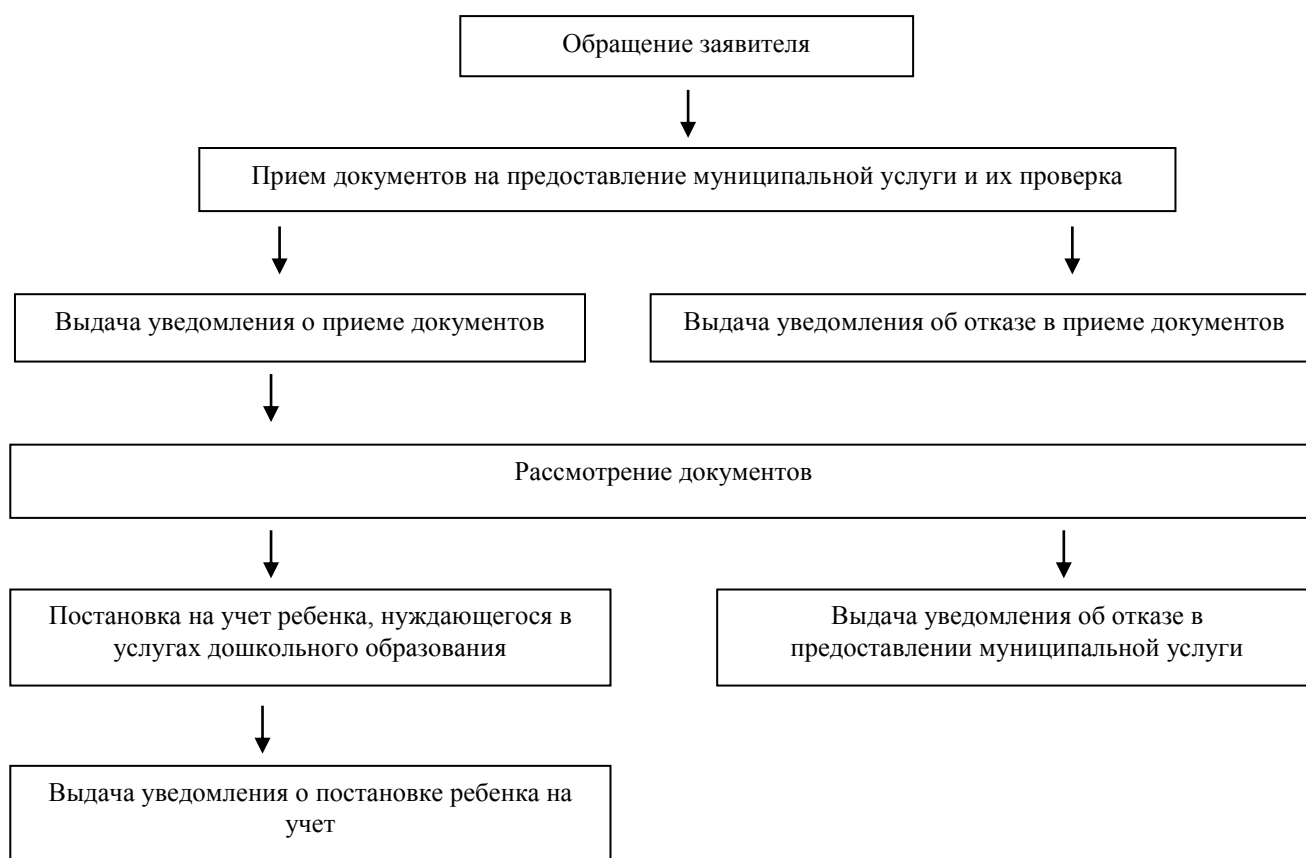 Обращение заявителя
Прием документов на предоставление муниципальной услуги и их проверка
Выдача уведомления о приеме документов
Выдача уведомления об отказе в приеме документов
Рассмотрение документов
Постановка на учет ребенка, нуждающегося в
услугах дошкольного образования
Выдача уведомления об отказе в
предоставлении муниципальной услуги
Выдача уведомления о постановке ребенка на
учет